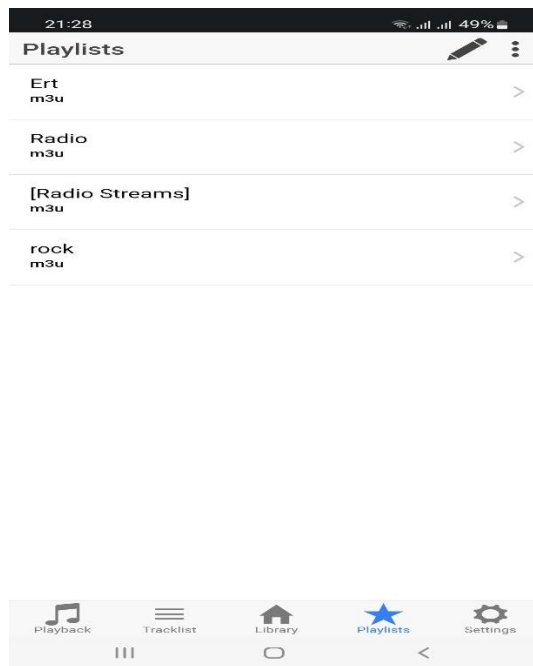 21:28
49%
Playlists
Ert
m3u
Radio
m3u
[Radio Streams]
m3u
rock
m3u
Playback Tracklist Library Playlists Settings